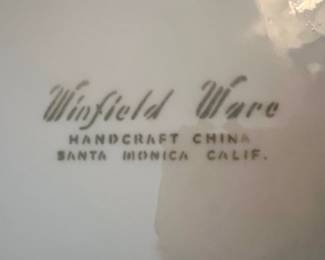 Winfield Ware
HANDCRAFT CHINA
SANTA MONICA CALIF.